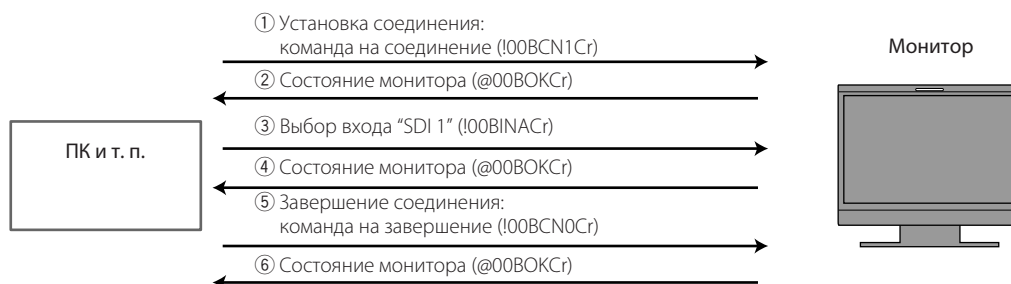 ① Установка соединения:
команда на соединение (!00BCN1Cr)
Монитор
② Состояние монитора (@00BOKCr)
③ Выбор входа “SDI 1” (!00BINACr)
ПК и т. п.
④ Состояние монитора (@00BOKCr)
⑤ Завершение соединения:
команда на завершение (!00BCN0Cr)
⑥ Состояние монитора (@00BOKCr)